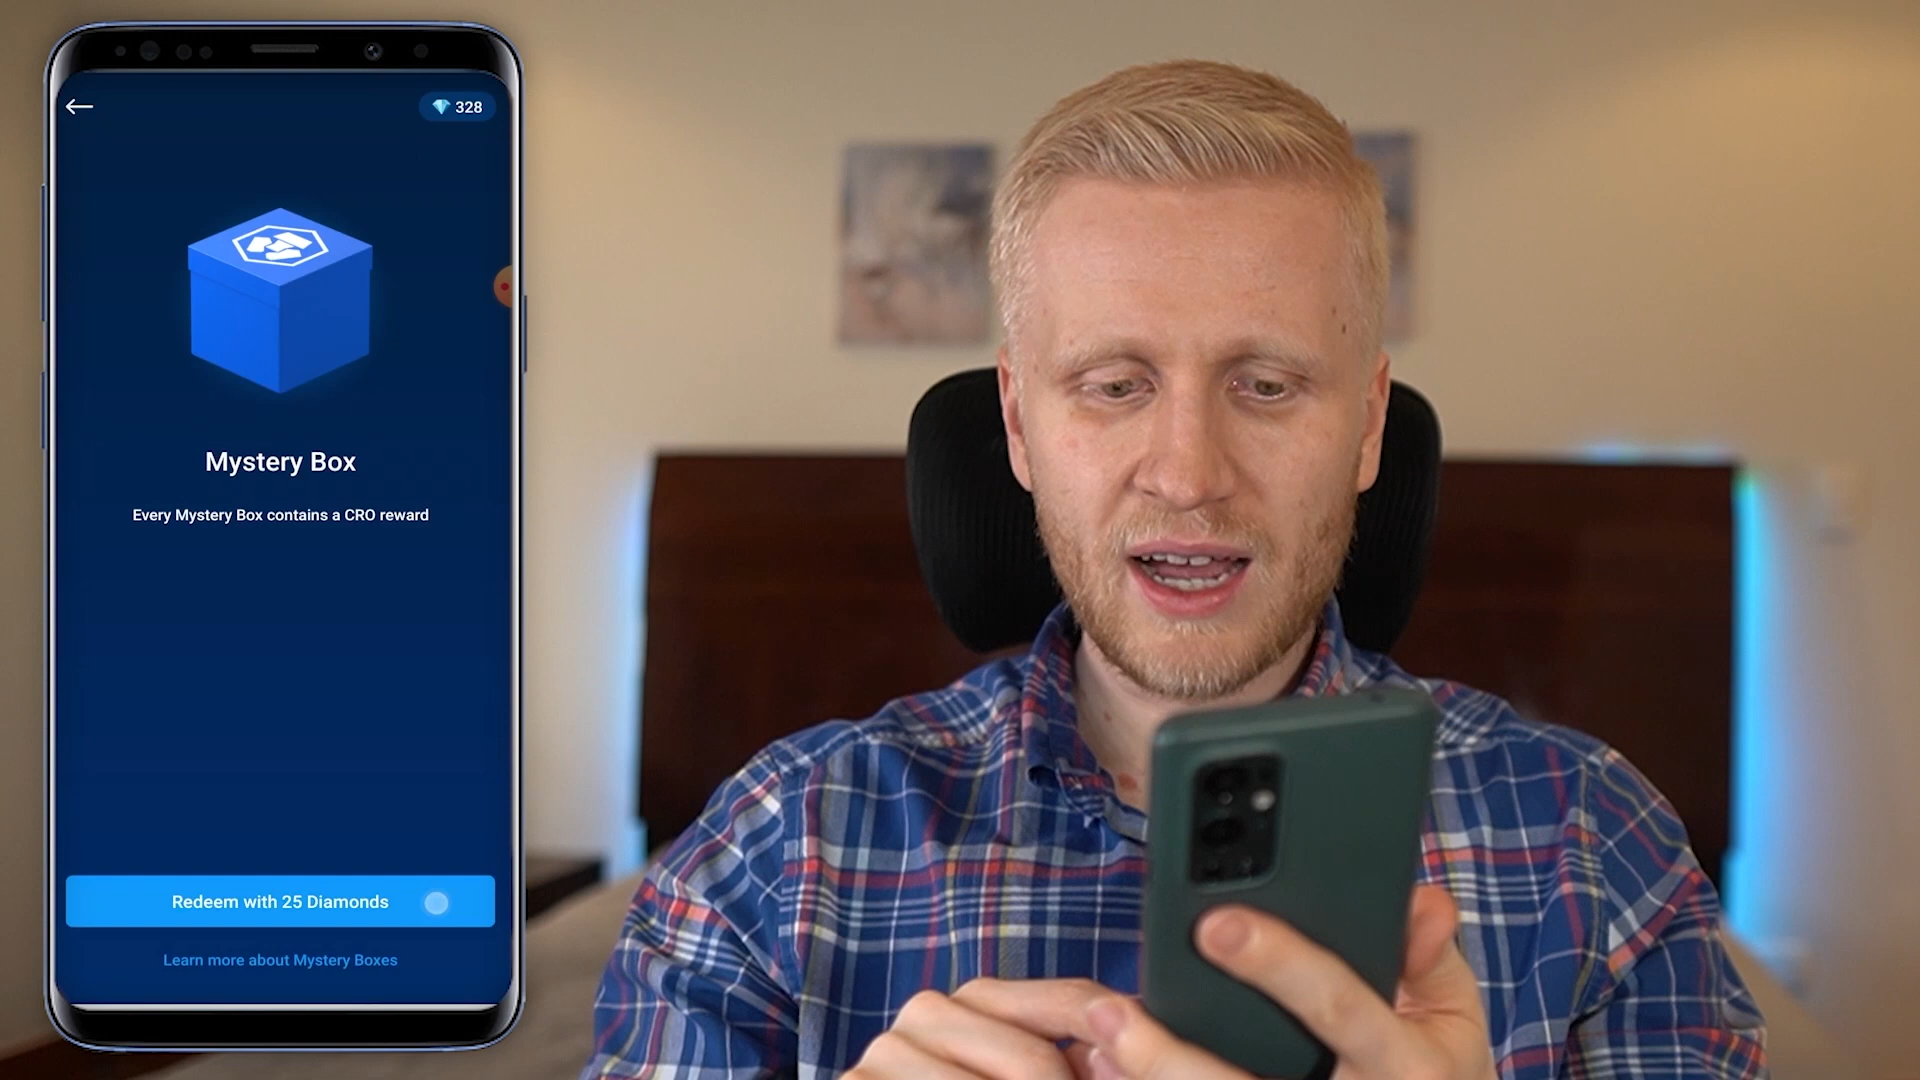 328
Mystery Box
Every Mystery Box contains a CRO reward
Redeem with 25 Diamonds
Learn more about Mystery Boxes